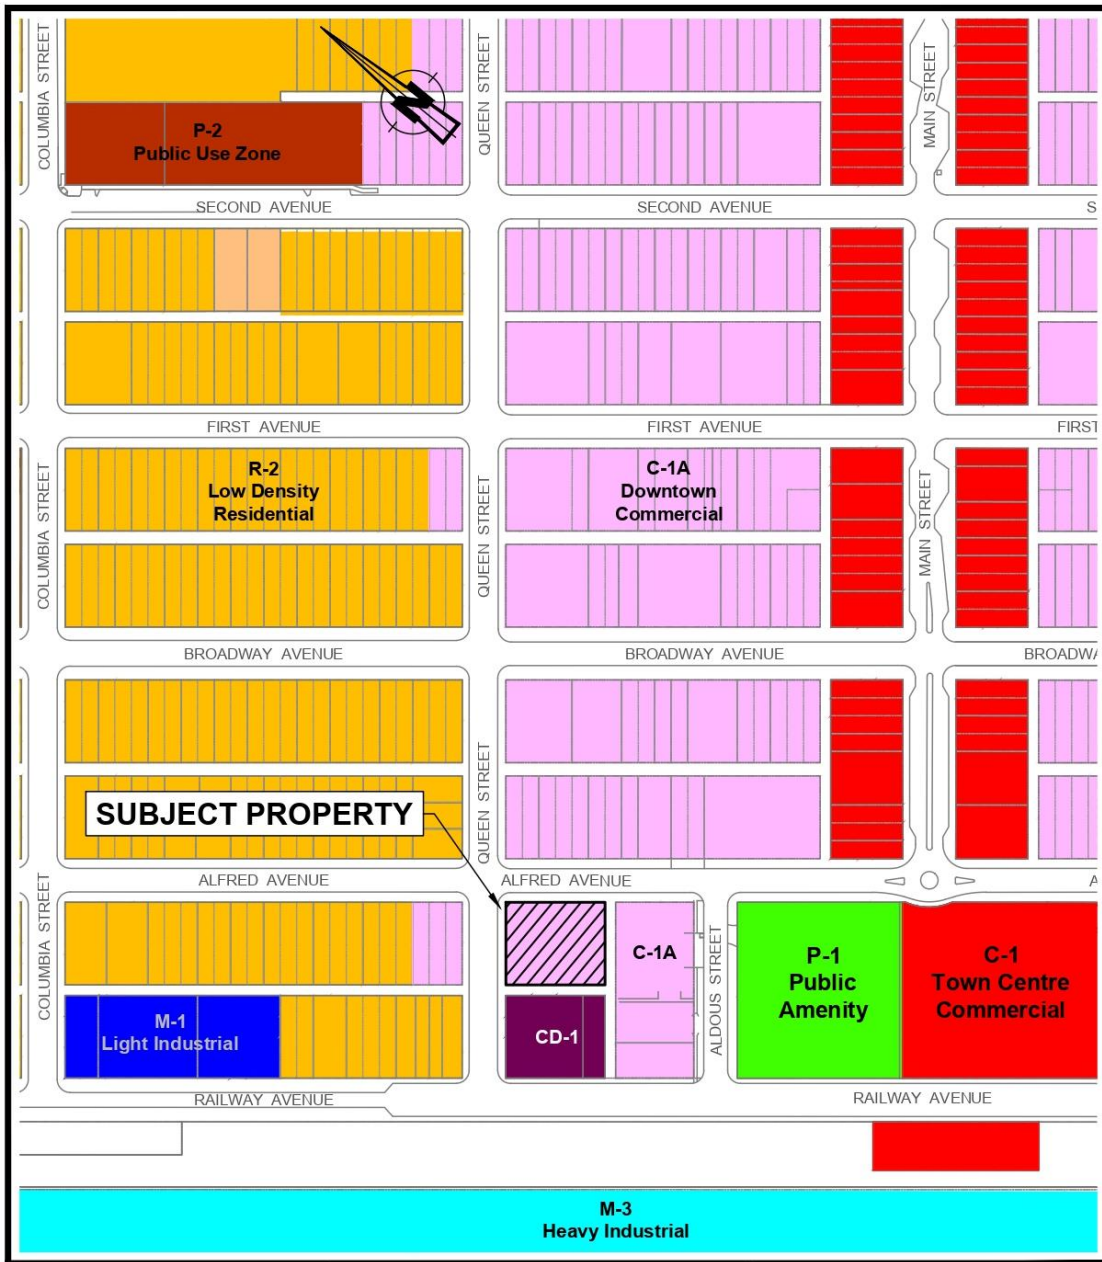 COLUMBIA STREET
QUEEN STREET
MAIN STREET
N
P-2
Public Use Zone
SECOND AVENUE
SECOND AVENUE
S
FIRST AVENUE
FIRST AVENUE
FIRST
COLUMBIA STREET
R-2
Low Density
Residential
QUEEN STREET
C-1A
Downtown
Commercial
MAIN STREET
BROADWAY AVENUE
BROADWAY AVENUE
BROADWA
QUEEN STREET
SUBJECT PROPERTY
ALFRED AVENUE
ALFRED AVENUE
A
COLUMBIA STREET
C-1A
ALDOUS STREET
P-1
Public
Amenity
C-1
Town Centre
Commercial
M-1
Light Industrial
CD-1
RAILWAY AVENUE
RAILWAY AVENUE
M-3
Heavy Industrial